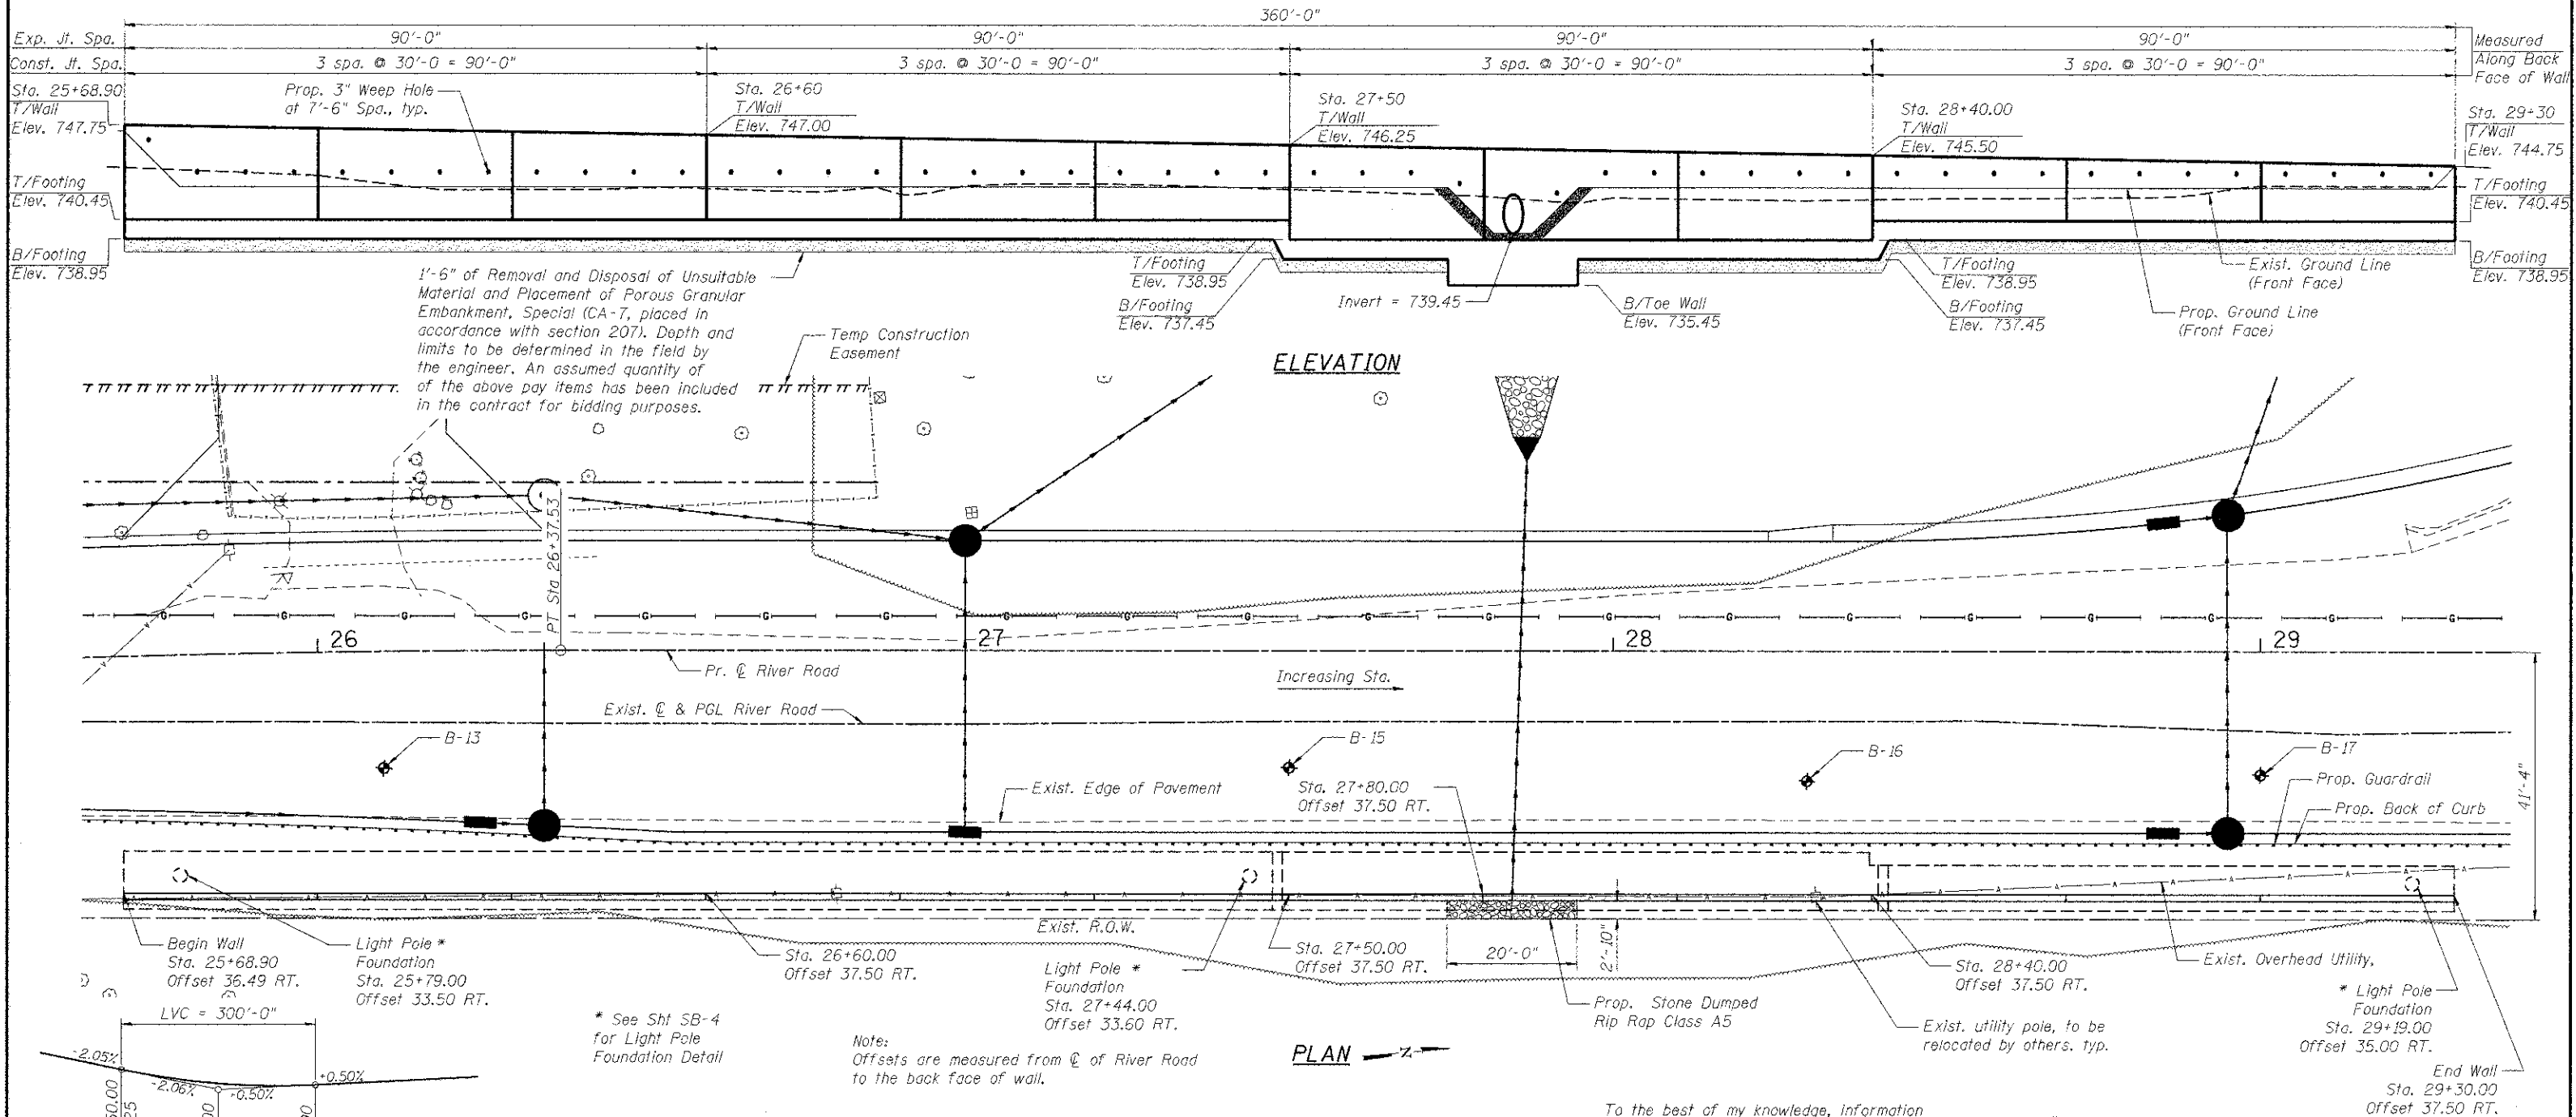 360'-0"
Exp. Jt. Spa.
90'-0"
90'-0"
90'-0"
90'-0"
Measured
Along Back
Face of Wall
Const. Jt. Spa.
3 spa. @ 30'-0 = 90'-0"
3 spa. @ 30'-0 = 90'-0"
3 spa. @ 30'-0 = 90'-0"
3 spa. @ 30'-0 = 90'-0"
Sta. 25+68.90
T/Wall
Elev. 747.75
Prop. 3" Weep Hole
at 7'-6" Spa., typ.
Sta. 26+60
T/Wall
Elev. 747.00
Sta. 27+50
T/Wall
Elev. 746.25
Sta. 28+40.00
T/Wall
Elev. 745.50
Sta. 29+30
T/Wall
Elev. 744.75
T/Footing
Elev. 740.45
T/Footing
Elev. 740.45
B/Footing
Elev. 738.95
B/Footing
Elev. 738.95
1'-6" of Removal and Disposal of Unsuitable
Material and Placement of Porous Granular
Embankment, Special (CA-7, placed in
accordance with section 207). Depth and
limits to be determined in the field by
the engineer. An assumed quantity of
of the above pay items has been included
in the contract for bidding purposes.
T/Footing
Elev. 738.95
B/Footing
Elev. 737.45
Invert = 739.45
B/Toe Wall
Elev. 735.45
T/Footing
Elev. 738.95
B/Footing
Elev. 737.45
Exist. Ground Line
(Front Face)
Prop. Ground Line
(Front Face)
Temp Construction
Easement
ELEVATION
PT Sta 26+37.53
G G G G G G G G G G G G G G G G G G G G
26
27
28
29
Pr. ℄ River Road
Increasing Sta.
Exist. ℄ & PGL River Road
B-13
B-15
B-16
B-17
Exist. Edge of Pavement
Sta. 27+80.00
Offset 37.50 RT.
Prop. Guardrail
Prop. Back of Curb
41'-4"
Exist. R.O.W.
Begin Wall
Sta. 25+68.90
Offset 36.49 RT.
Light Pole *
Foundation
Sta. 25+79.00
Offset 33.50 RT.
Sta. 26+60.00
Offset 37.50 RT.
Light Pole *
Foundation
Sta. 27+44.00
Offset 33.60 RT.
Sta. 27+50.00
Offset 37.50 RT.
20'-0"
2'-10"
Prop. Stone Dumped
Rip Rap Class A5
Sta. 28+40.00
Offset 37.50 RT.
Exist. Overhead Utility,
Exist. utility pole, to be
relocated by others. typ.
* Light Pole
Foundation
Sta. 29+19.00
Offset 35.00 RT.
End Wall
Sta. 29+30.00
Offset 37.50 RT.
LVC = 300'-0"
-2.05%
-2.06%
+0.50%
+0.50%
* See Sht SB-4
for Light Pole
Foundation Detail
Note:
Offsets are measured from ℄ of River Road
to the back face of wall.
PLAN
Z
To the best of my knowledge, information